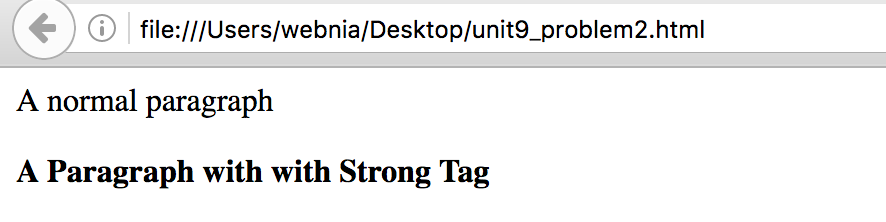 file:///Users/webnia/Desktop/unit9_problem2.html
A normal paragraph
A Paragraph with with Strong Tag